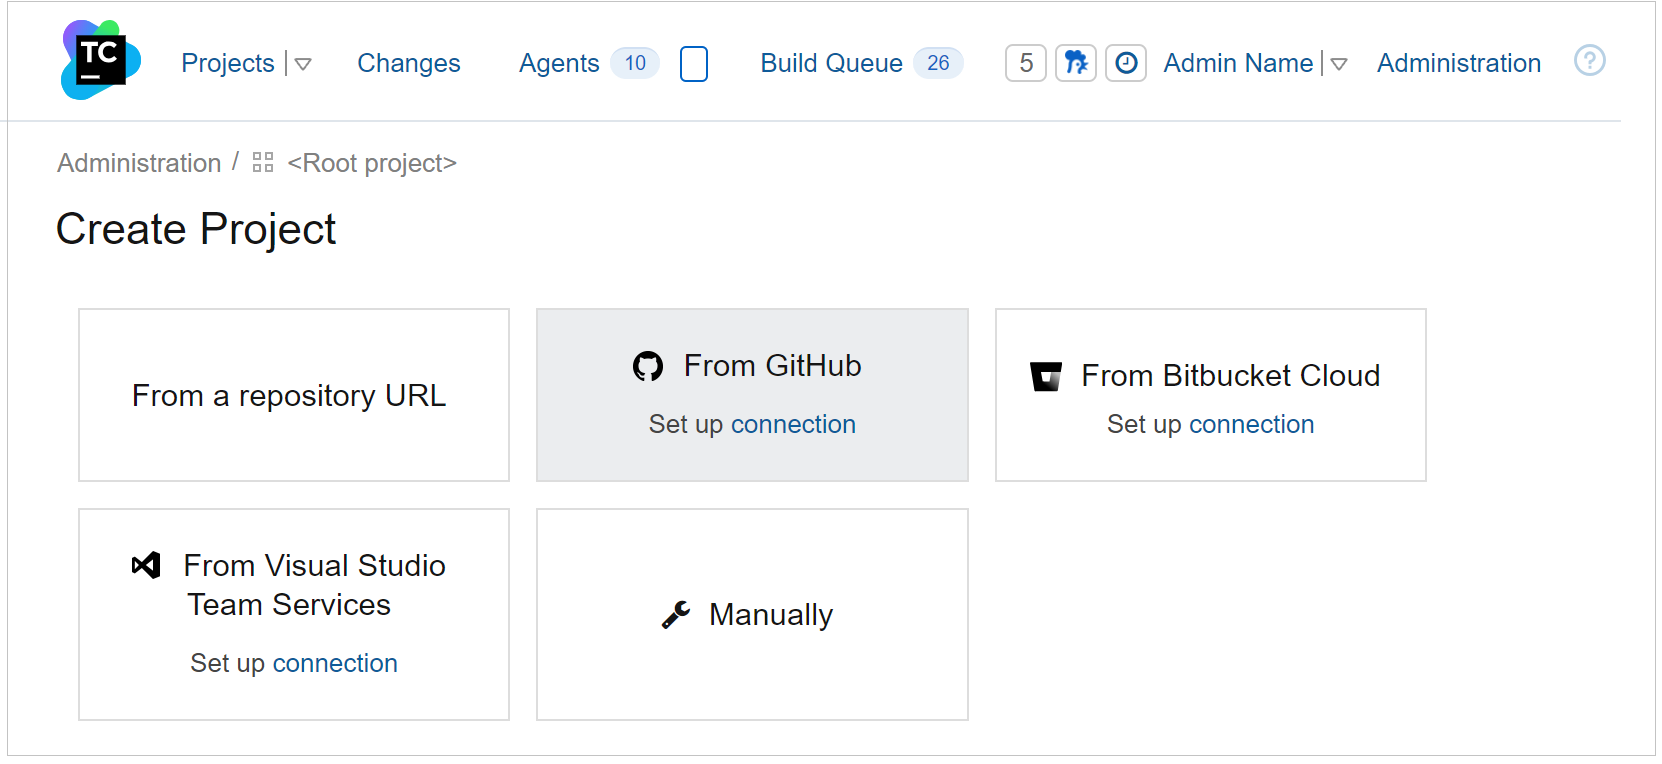 TC Projects Changes Agents 10 Build Queue 26 5 Admin Name Administration ?
Administration / <Root project>
Create Project
From a repository URL
From GitHub
Set up connection
From Bitbucket Cloud
Set up connection
From Visual Studio
Team Services
Set up connection
Manually